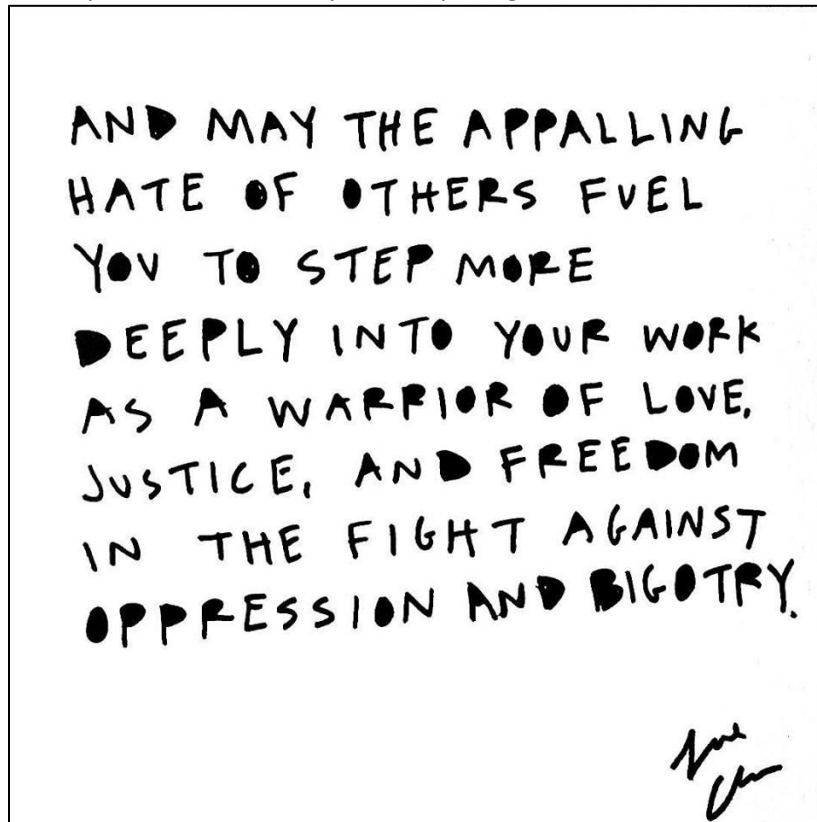 AND MAY THE APPALLING
HATE OF OTHERS FUEL
YOU TO STEP MORE
DEEPLY INTO YOUR WORK
AS A WARRIOR OF LOVE,
JUSTICE, AND FREEDOM
IN THE FIGHT AGAINST
OPPRESSION AND BIGOTRY.